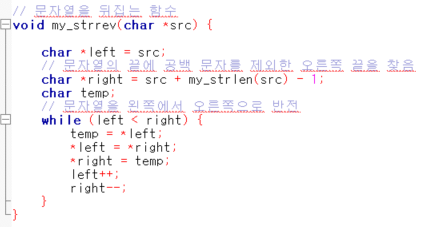 // 문자열을 뒤집는 함수
void my_strrev(char *src) {
char *left = src;
// 문자열의 끝에 공백 문자를 제외한 오른쪽 끝을 찾음
char *right = src + my_strlen(src) - 1;
char temp;
// 문자열을 왼쪽에서 오른쪽으로 반전
while (left < right) {
temp = *left;
*left = *right;
*right = temp;
left++;
right--;
}
}